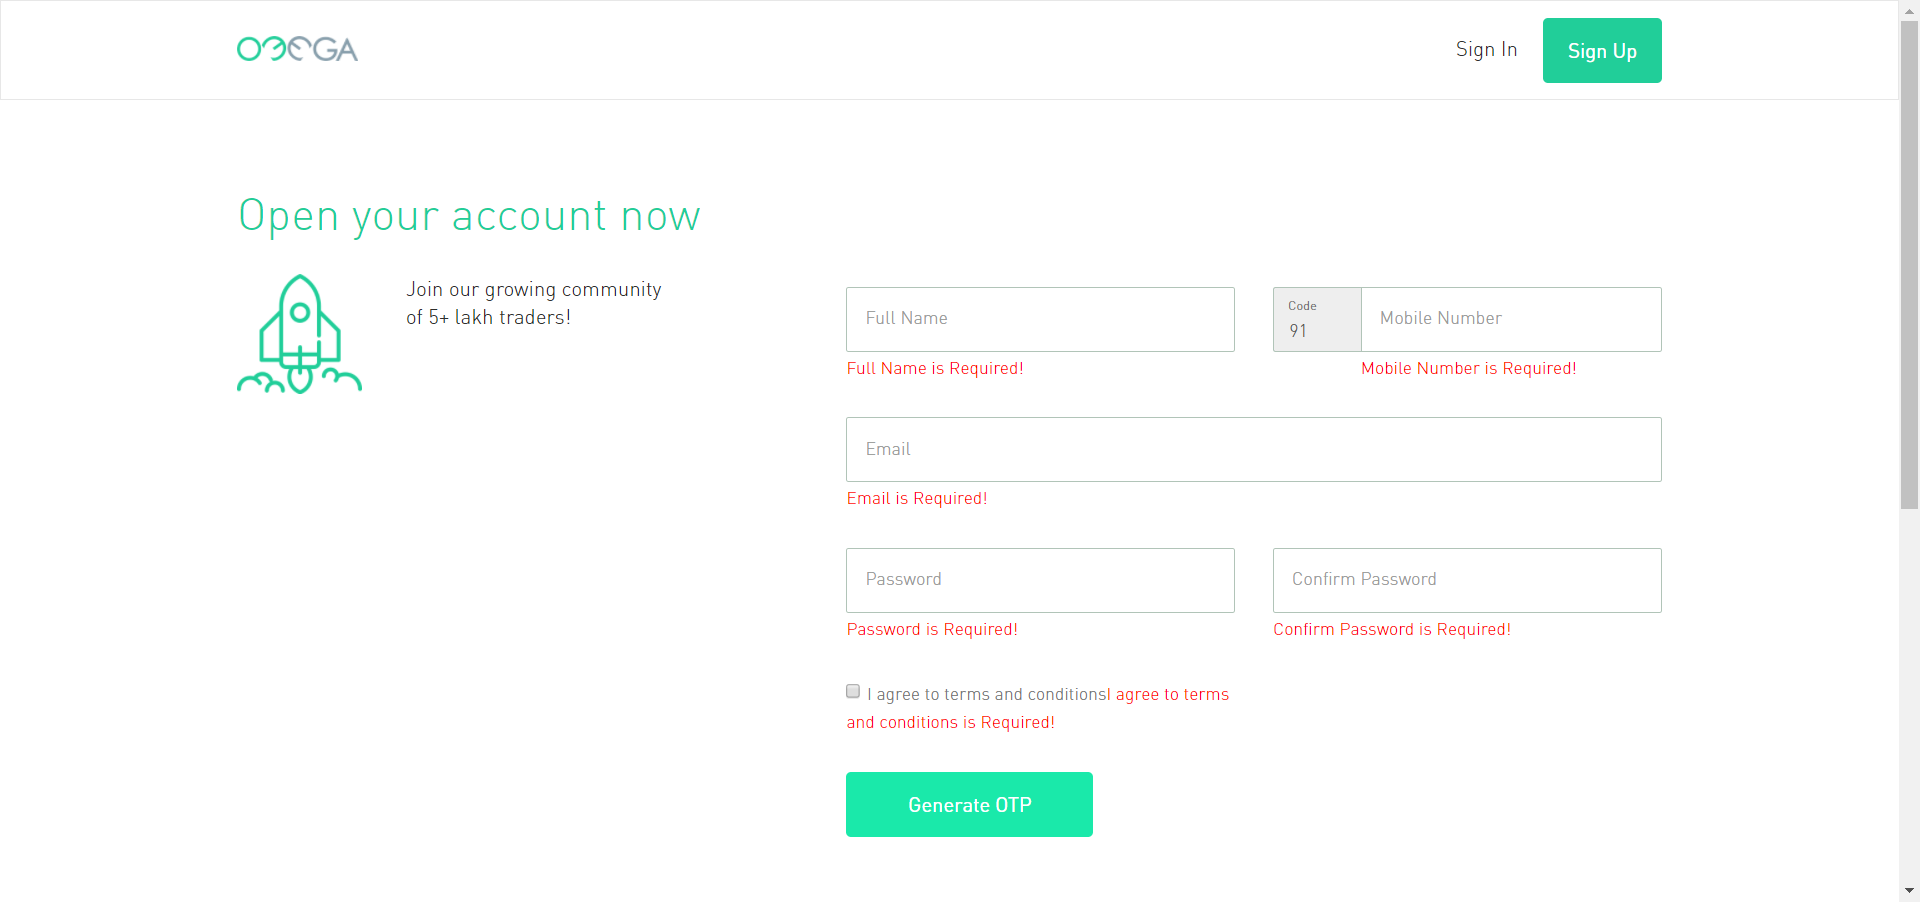 OMEGA
Sign In
Sign Up
Open your account now
Join our growing community
of 5+ lakh traders!
Full Name
Code
91
Mobile Number
Full Name is Required!
Mobile Number is Required!
Email
Email is Required!
Password
Confirm Password
Password is Required!
Confirm Password is Required!
I agree to terms and conditionsI agree to terms
and conditions is Required!
Generate OTP